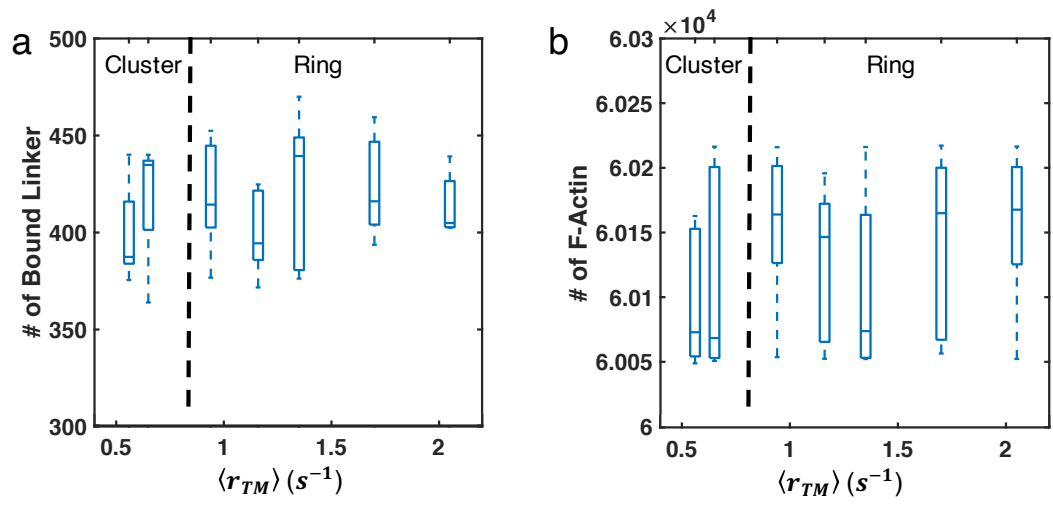 a
500
450
400
350
300
# of Bound Linker
Cluster
Ring
0.5
1
1.5
2
⟨r_TM⟩ (s⁻¹)
b
×10⁴
6.03
6.025
6.02
6.015
6.01
6.005
6
# of F-Actin
Cluster
Ring
0.5
1
1.5
2
⟨r_TM⟩ (s⁻¹)